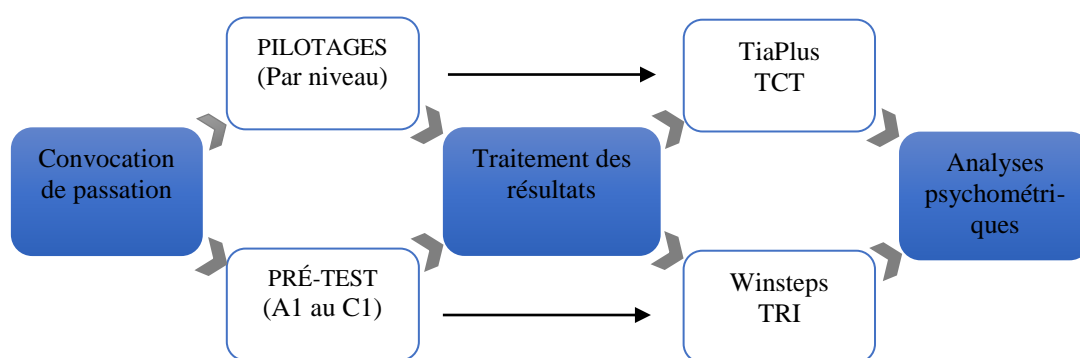 PILOTAGES
(Par niveau)
TiaPlus
TCT
Convocation
de passation
Traitement des
résultats
Analyses
psychométri-
ques
PRÉ-TEST
(A1 au C1)
Winsteps
TRI